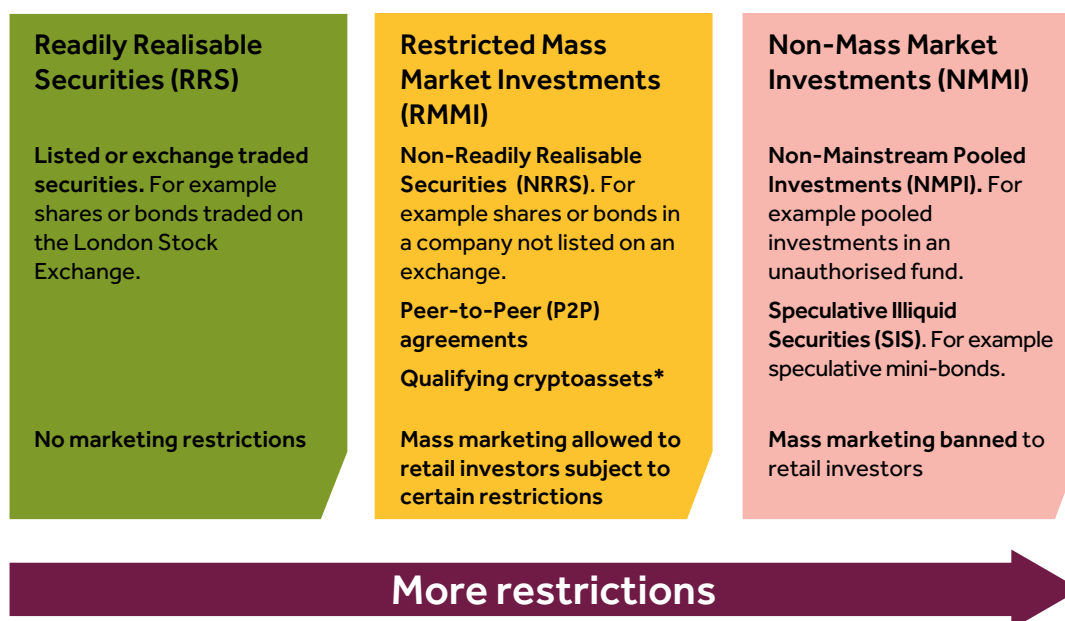 Readily Realisable
Securities (RRS)
Listed or exchange traded
securities. For example
shares or bonds traded on
the London Stock
Exchange.
No marketing restrictions
Restricted Mass
Market Investments
(RMMI)
Non-Readily Realisable
Securities (NRRS). For
example shares or bonds in
a company not listed on an
exchange.
Peer-to-Peer (P2P)
agreements
Qualifying cryptoassets*
Mass marketing allowed to
retail investors subject to
certain restrictions
Non-Mass Market
Investments (NMMI)
Non-Mainstream Pooled
Investments (NMPI). For
example pooled
investments in an
unauthorised fund.
Speculative Illiquid
Securities (SIS). For example
speculative mini-bonds.
Mass marketing banned to
retail investors
More restrictions